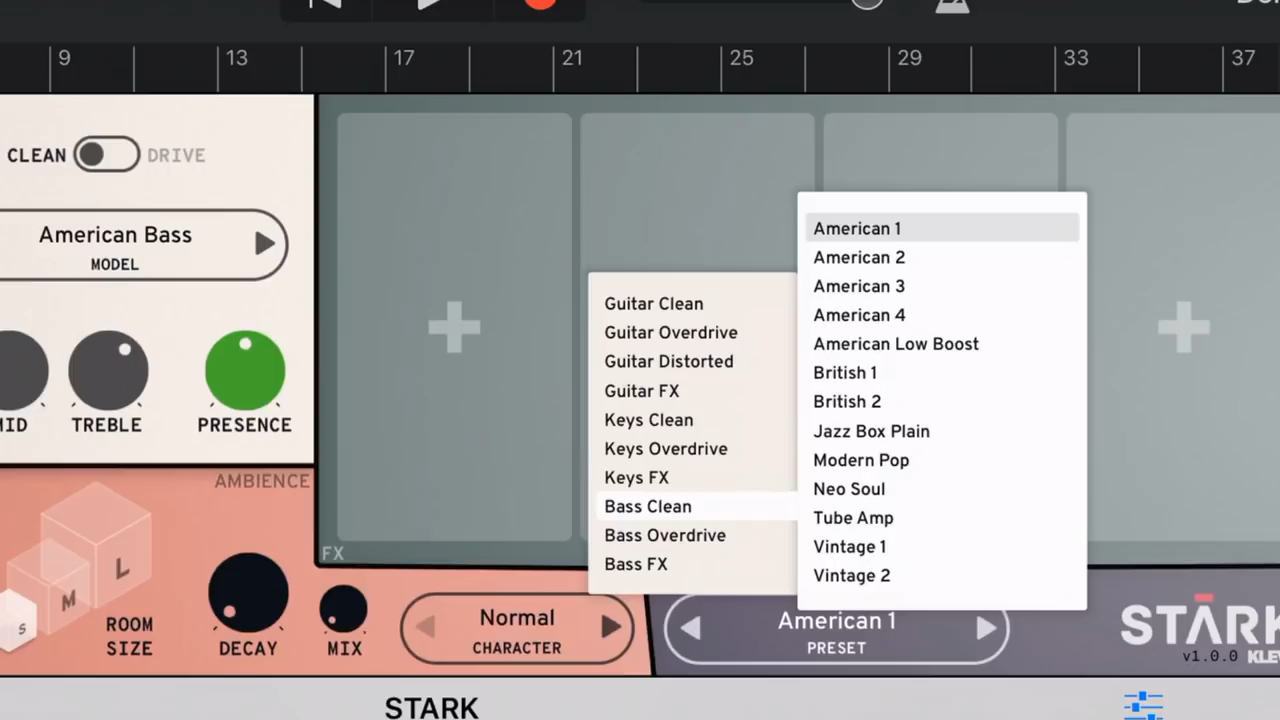 9 13 17 21 25 29 33 37
CLEAN DRIVE
American Bass
MODEL
TREBLE
PRESENCE
AMBIENCE
L
M
S
ROOM
SIZE
DECAY
MIX
Normal
CHARACTER
FX
Guitar Clean
Guitar Overdrive
Guitar Distorted
Guitar FX
Keys Clean
Keys Overdrive
Keys FX
Bass Clean
Bass Overdrive
Bass FX
American 1
American 2
American 3
American 4
American Low Boost
British 1
British 2
Jazz Box Plain
Modern Pop
Neo Soul
Tube Amp
Vintage 1
Vintage 2
American 1
PRESET
STARK
v1.0.0
STARK